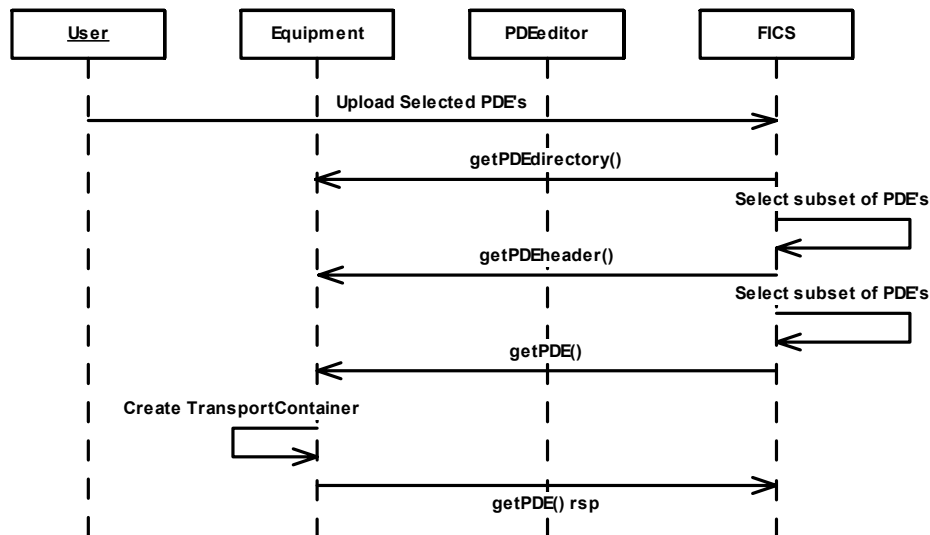 User
Equipment
PDEeditor
FICS
Upload Selected PDE's
getPDEdirectory()
Select subset of PDE's
getPDEheader()
Select subset of PDE's
getPDE()
Create TransportContainer
getPDE() rsp